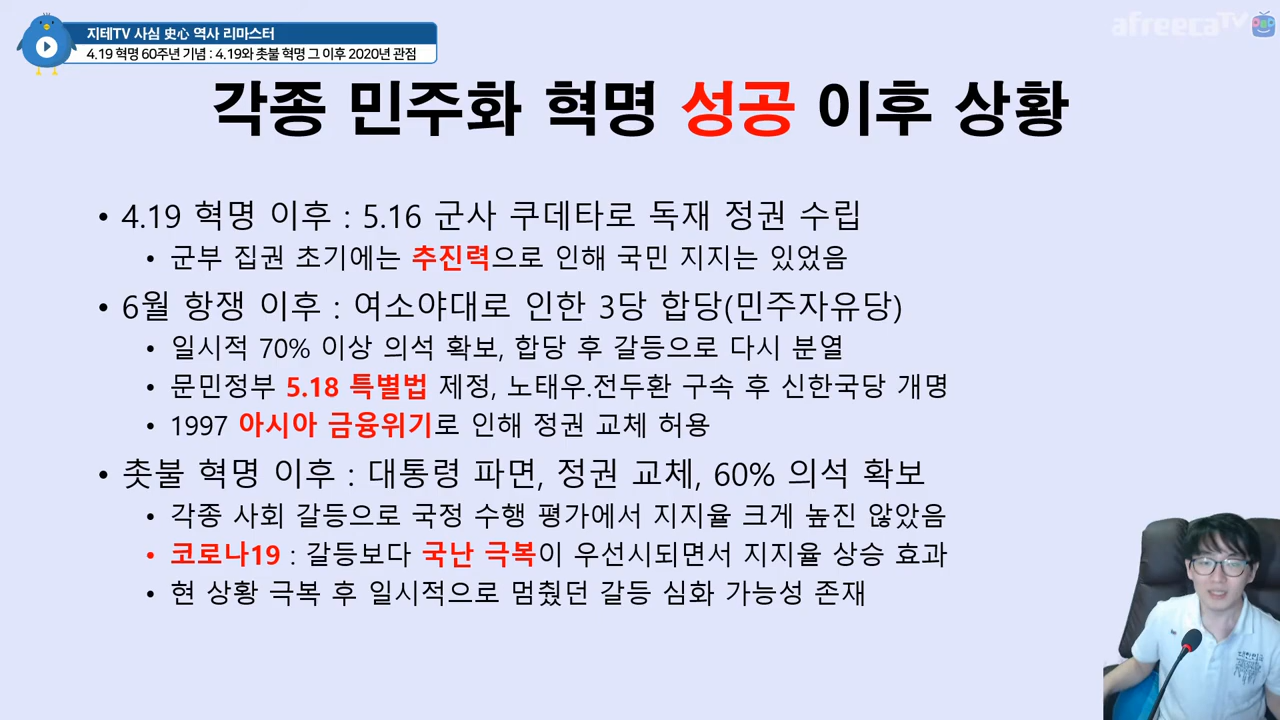 지테TV 사심 史心 역사 리마스터
4.19 혁명 60주년 기념 : 4.19와 촛불 혁명 그 이후 2020년 관점
afreecaTV
각종 민주화 혁명 성공 이후 상황
• 4.19 혁명 이후 : 5.16 군사 쿠데타로 독재 정권 수립
• 군부 집권 초기에는 추진력으로 인해 국민 지지는 있었음
• 6월 항쟁 이후 : 여소야대로 인한 3당 합당(민주자유당)
• 일시적 70% 이상 의석 확보, 합당 후 갈등으로 다시 분열
• 문민정부 5.18 특별법 제정, 노태우.전두환 구속 후 신한국당 개명
• 1997 아시아 금융위기로 인해 정권 교체 허용
• 촛불 혁명 이후 : 대통령 파면, 정권 교체, 60% 의석 확보
• 각종 사회 갈등으로 국정 수행 평가에서 지지율 크게 높진 않았음
• 코로나19 : 갈등보다 국난 극복이 우선시되면서 지지율 상승 효과
• 현 상황 극복 후 일시적으로 멈췄던 갈등 심화 가능성 존재